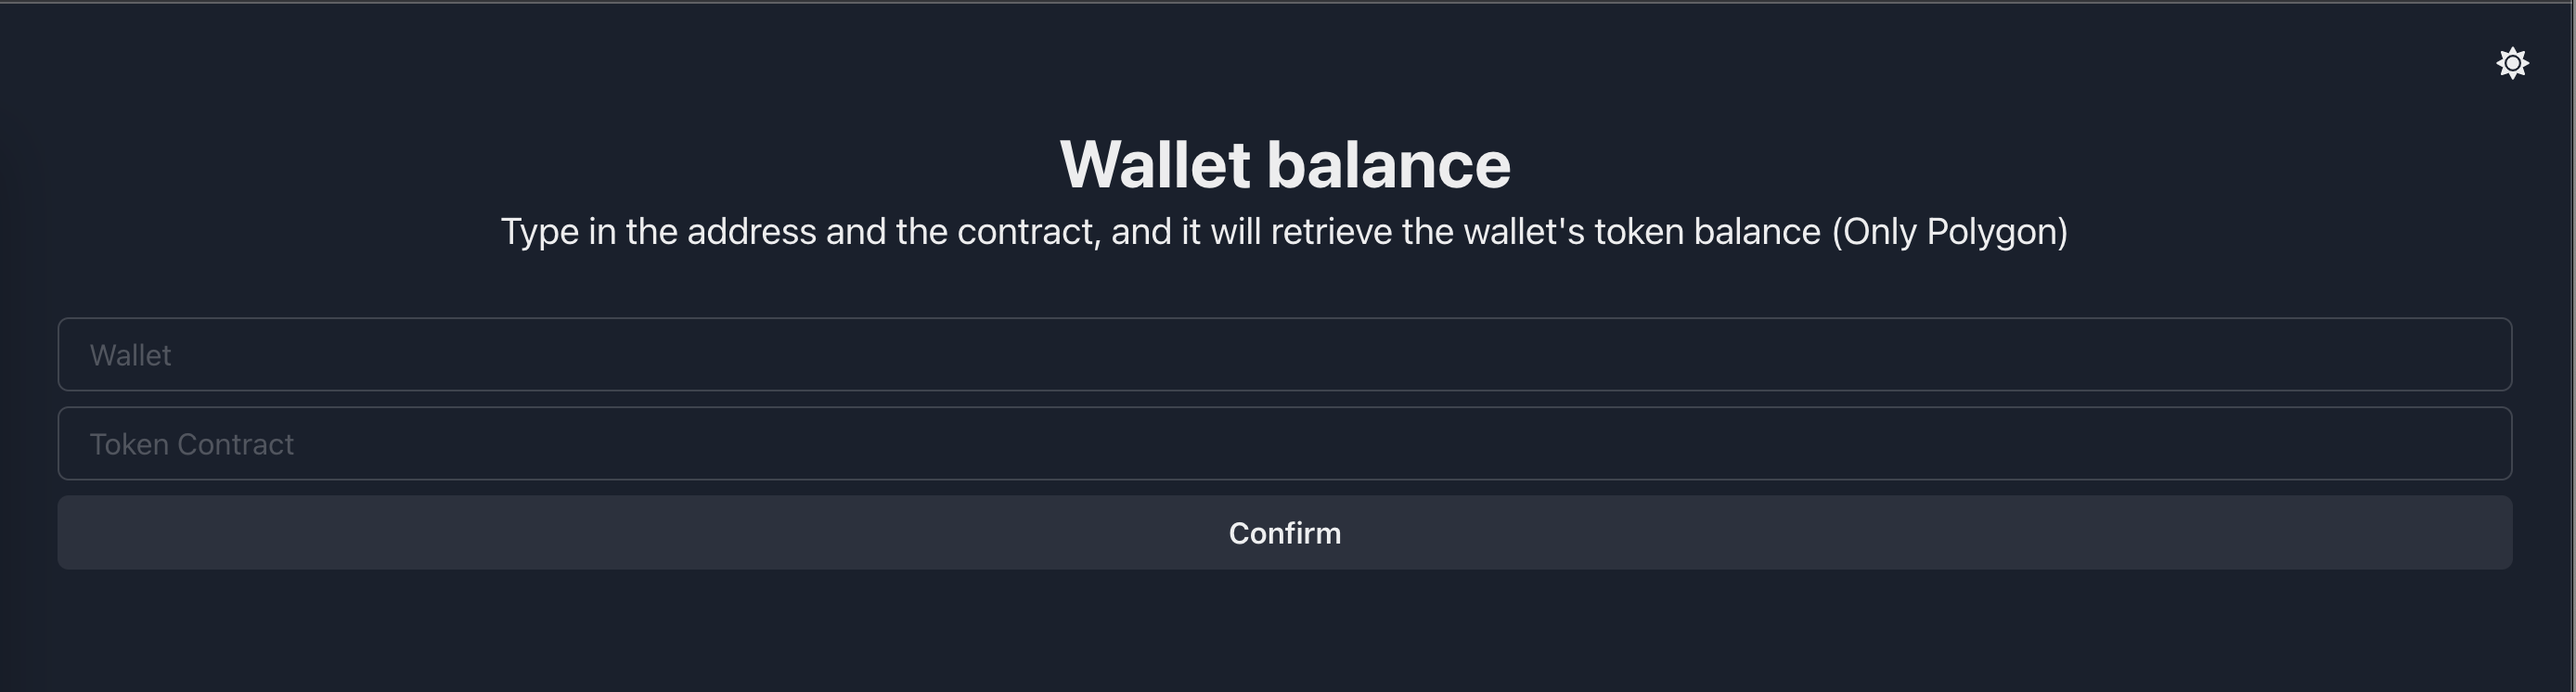 Wallet balance
Type in the address and the contract, and it will retrieve the wallet's token balance (Only Polygon)
Wallet
Token Contract
Confirm